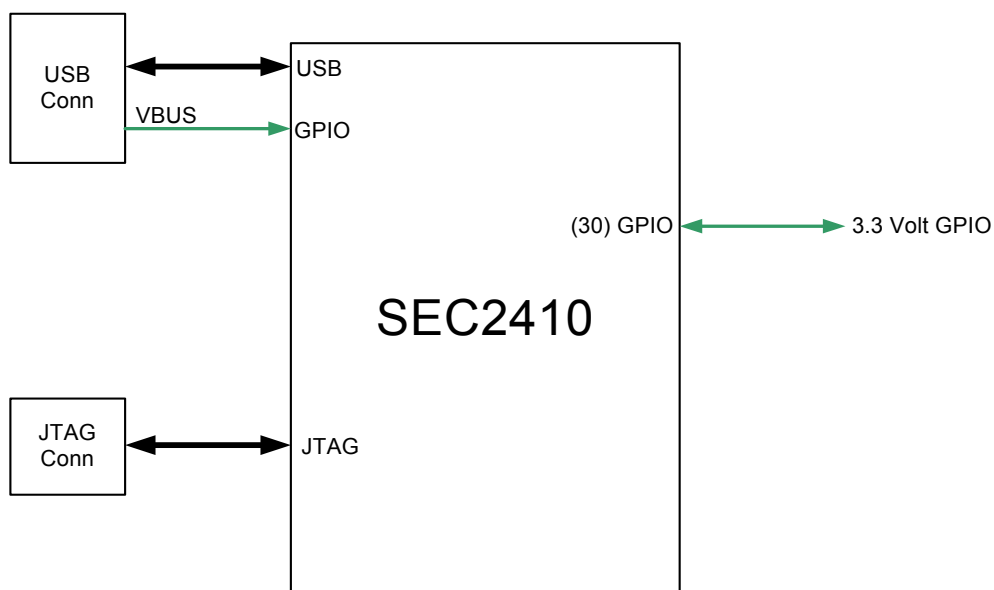 USB
Conn
USB
VBUS
GPIO
(30) GPIO
3.3 Volt GPIO
SEC2410
JTAG
Conn
JTAG